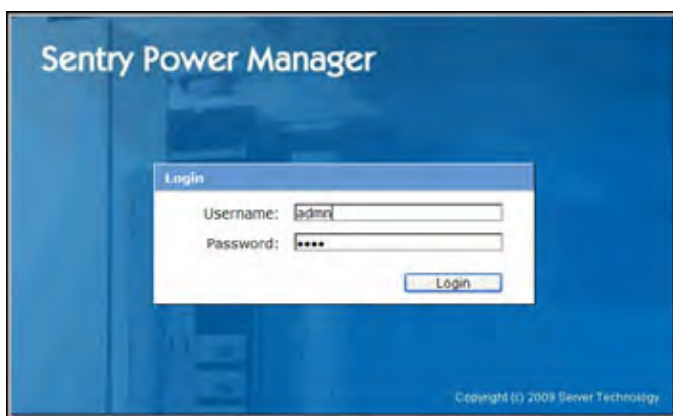 Sentry Power Manager
Login
Username: admn
Password: ••••
Login
Copyright (c) 2009 Server Technology